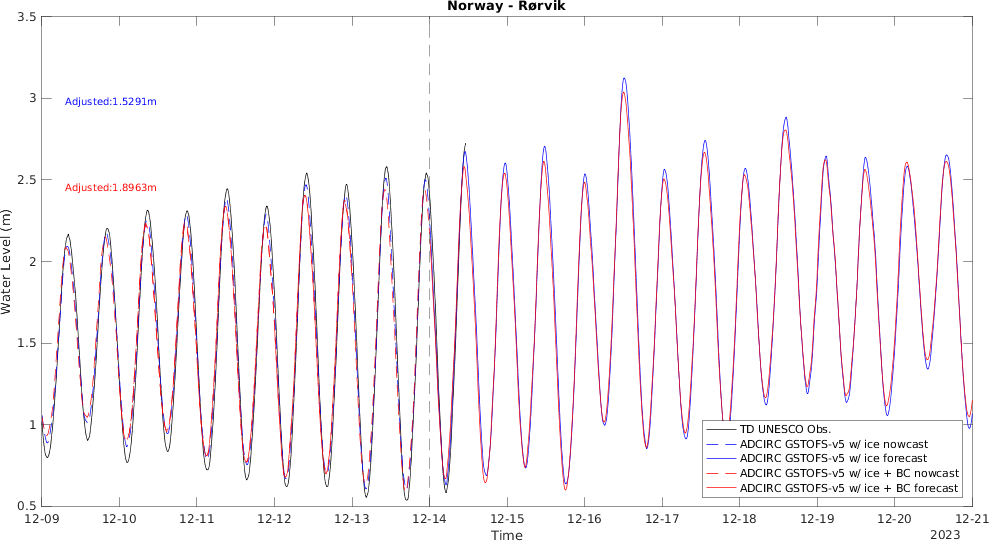 Norway - Rørvik
3.5
3
2.5
2
1.5
1
0.5
Water Level (m)
Adjusted:1.5291m
Adjusted:1.8963m
TD UNESCO Obs.
ADCIRC GSTOFS-v5 w/ ice nowcast
ADCIRC GSTOFS-v5 w/ ice forecast
ADCIRC GSTOFS-v5 w/ ice + BC nowcast
ADCIRC GSTOFS-v5 w/ ice + BC forecast
12-09 12-10 12-11 12-12 12-13 12-14 12-15 12-16 12-17 12-18 12-19 12-20 12-21
Time
2023